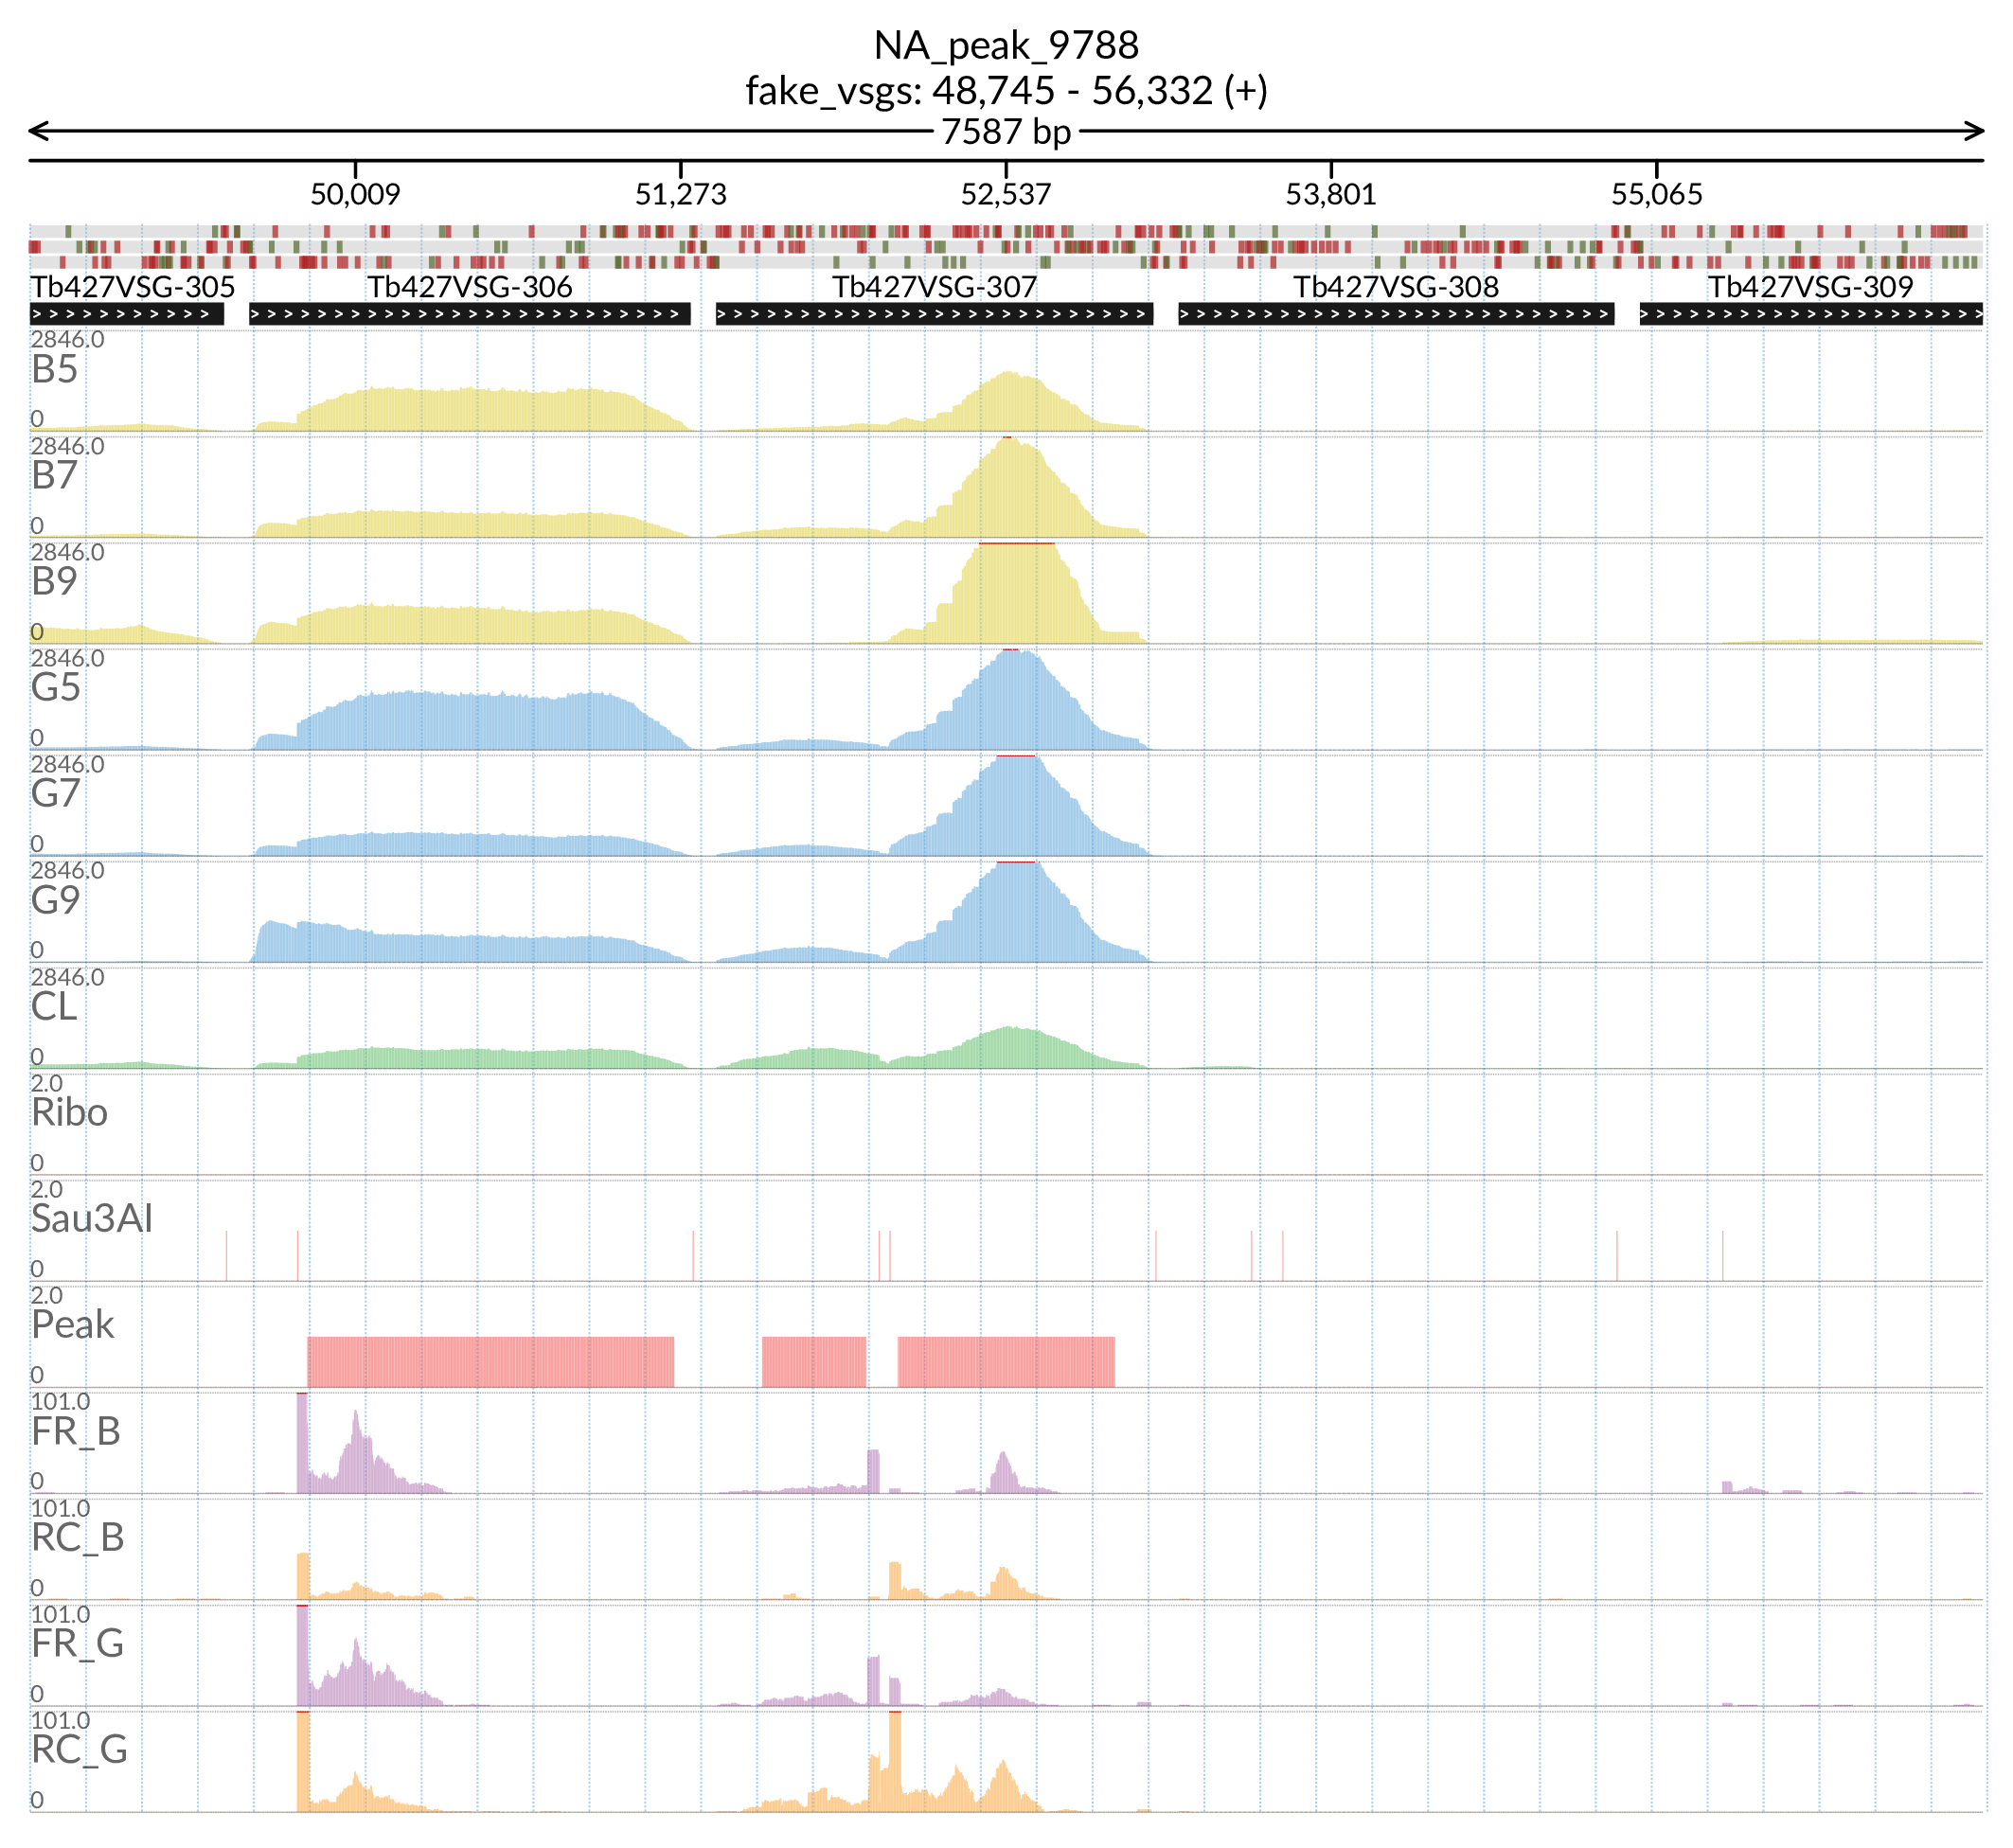 NA_peak_9788
fake_vsgs: 48,745 - 56,332 (+)
7587 bp
50,009 51,273 52,537 53,801 55,065
Tb427VSG-305 Tb427VSG-306 Tb427VSG-307 Tb427VSG-308 Tb427VSG-309
2846.0
B5
0
2846.0
B7
0
2846.0
B9
0
2846.0
G5
0
2846.0
G7
0
2846.0
G9
0
2846.0
CL
0
2.0
Ribo
0
2.0
Sau3AI
0
2.0
Peak
0
101.0
FR_B
0
101.0
RC_B
0
101.0
FR_G
0
101.0
RC_G
0